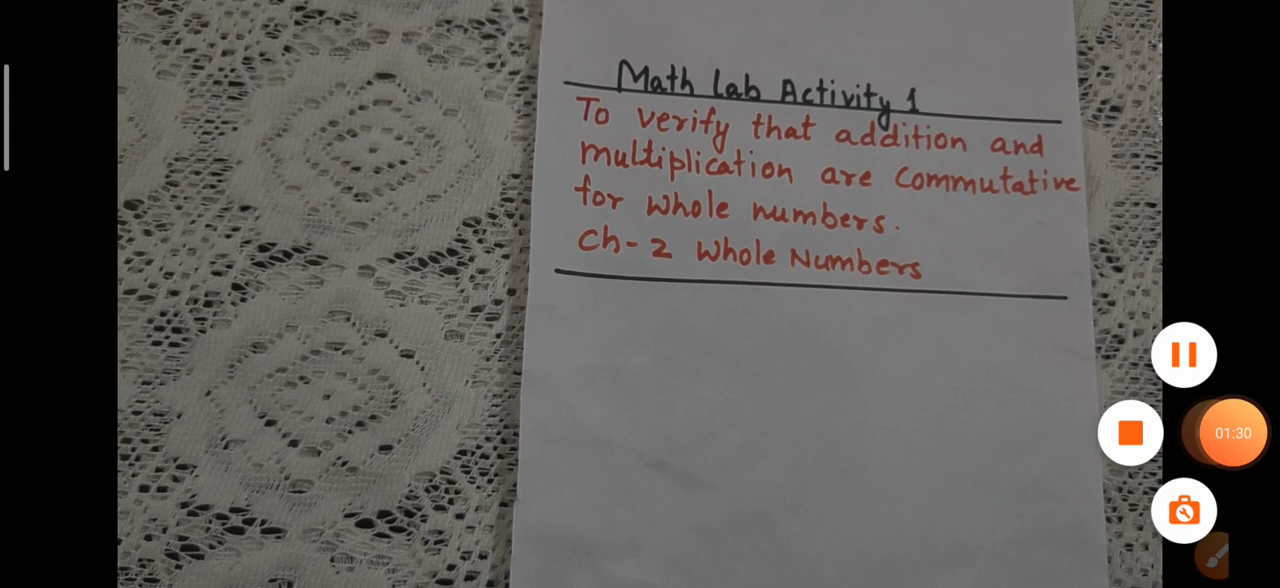 Math Lab Activity 1
To verify that addition and
multiplication are Commutative
for whole numbers.
Ch-2 Whole Numbers
01:30